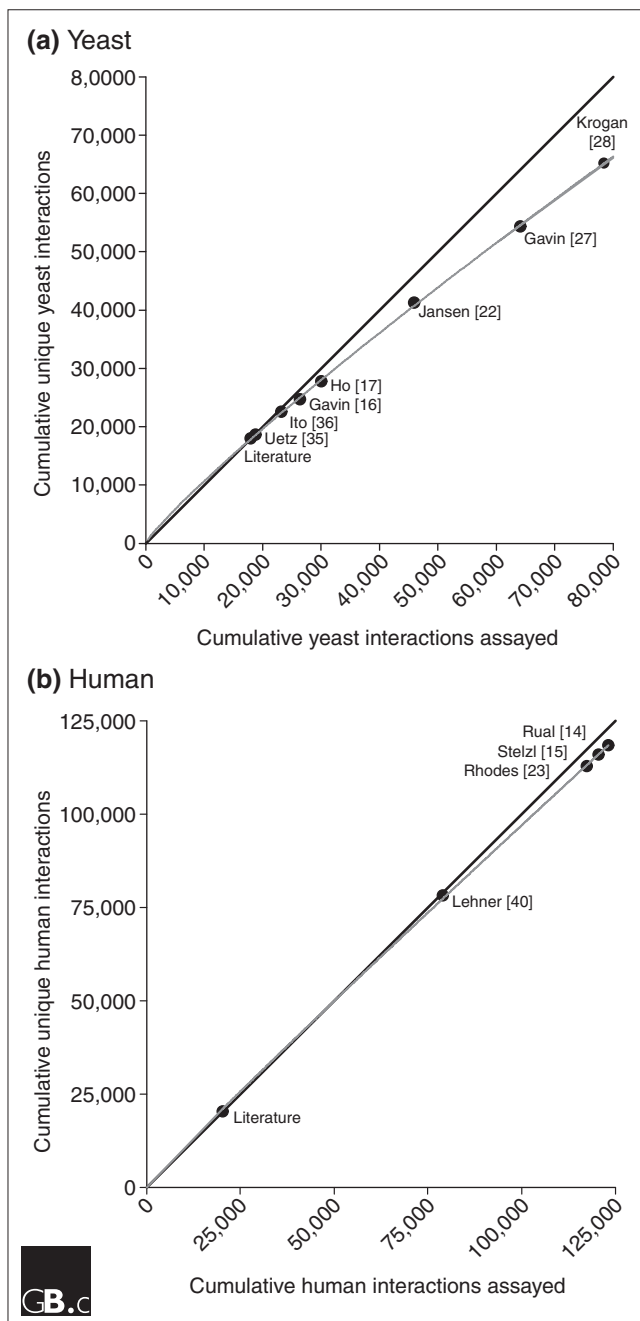 (a) Yeast
8,0000
70,000
60,000
50,000
40,000
30,000
20,000
10,000
0
Cumulative unique yeast interactions
Krogan
[28]
Gavin [27]
Jansen [22]
Ho [17]
Gavin [16]
Ito [36]
Uetz [35]
Literature
0
10,000
20,000
30,000
40,000
50,000
60,000
70,000
80,000
Cumulative yeast interactions assayed
(b) Human
125,000
100,000
75,000
50,000
25,000
0
Cumulative unique human interactions
Rual [14]
Stelzl [15]
Rhodes [23]
Lehner [40]
Literature
0
25,000
50,000
75,000
100,000
125,000
Cumulative human interactions assayed
GB.c